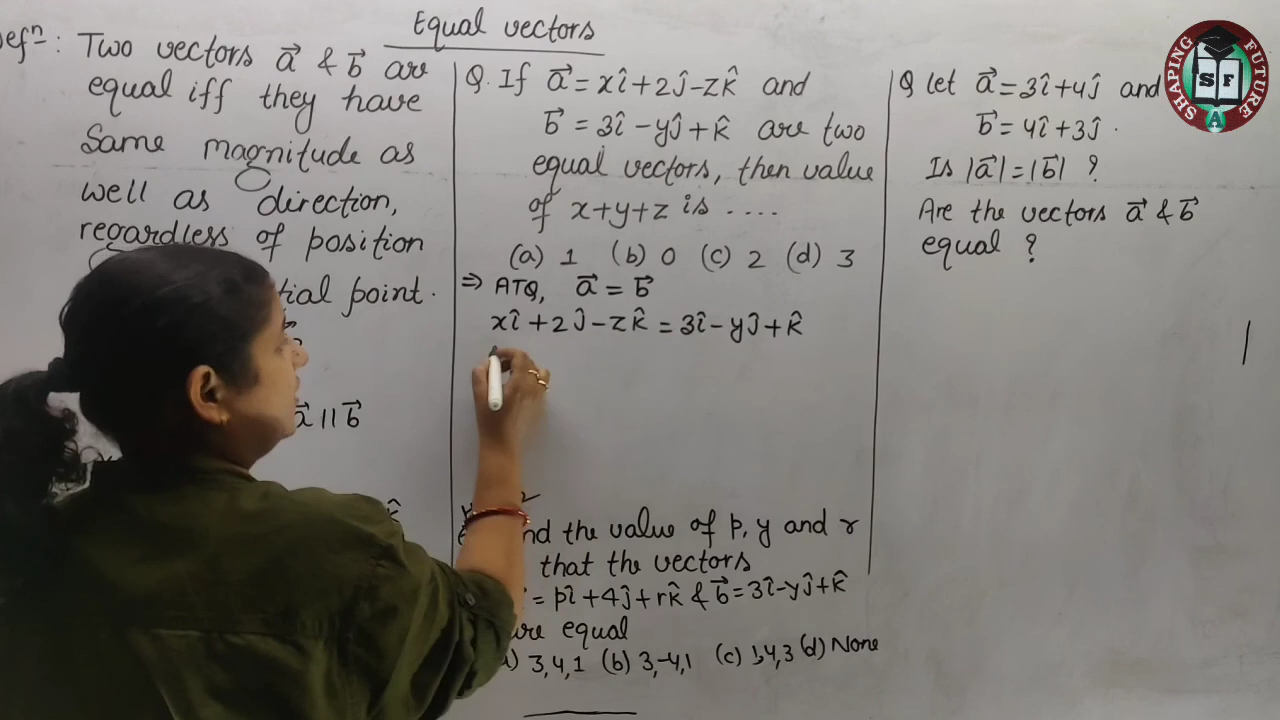 Equal vectors
efⁿ: Two vectors a⃗ & b⃗ are
equal iff they have
Same magnitude as
well as direction,
regardless of position
tial point.
a⃗ || b⃗
Q. If a⃗ = xî + 2ĵ - zk̂ and
b⃗ = 3î - yĵ + k̂ are two
equal vectors, then value
of x+y+z is ....
(a) 1 (b) 0 (c) 2 (d) 3
⇒ ATQ, a⃗ = b⃗
xî + 2ĵ - zk̂ = 3î - yĵ + k̂
nd the value of p, y and r
that the vectors
= pî + 4ĵ + rk̂ & b⃗ = 3î - yĵ + k̂
are equal
) 3,4,1 (b) 3,-4,1 (c) 1,4,3 (d) None
Q let a⃗ = 3î + 4ĵ and
b⃗ = 4î + 3ĵ.
Is |a⃗| = |b⃗| ?
Are the vectors a⃗ & b⃗
equal ?
SHAPING FUTURE
S F
A